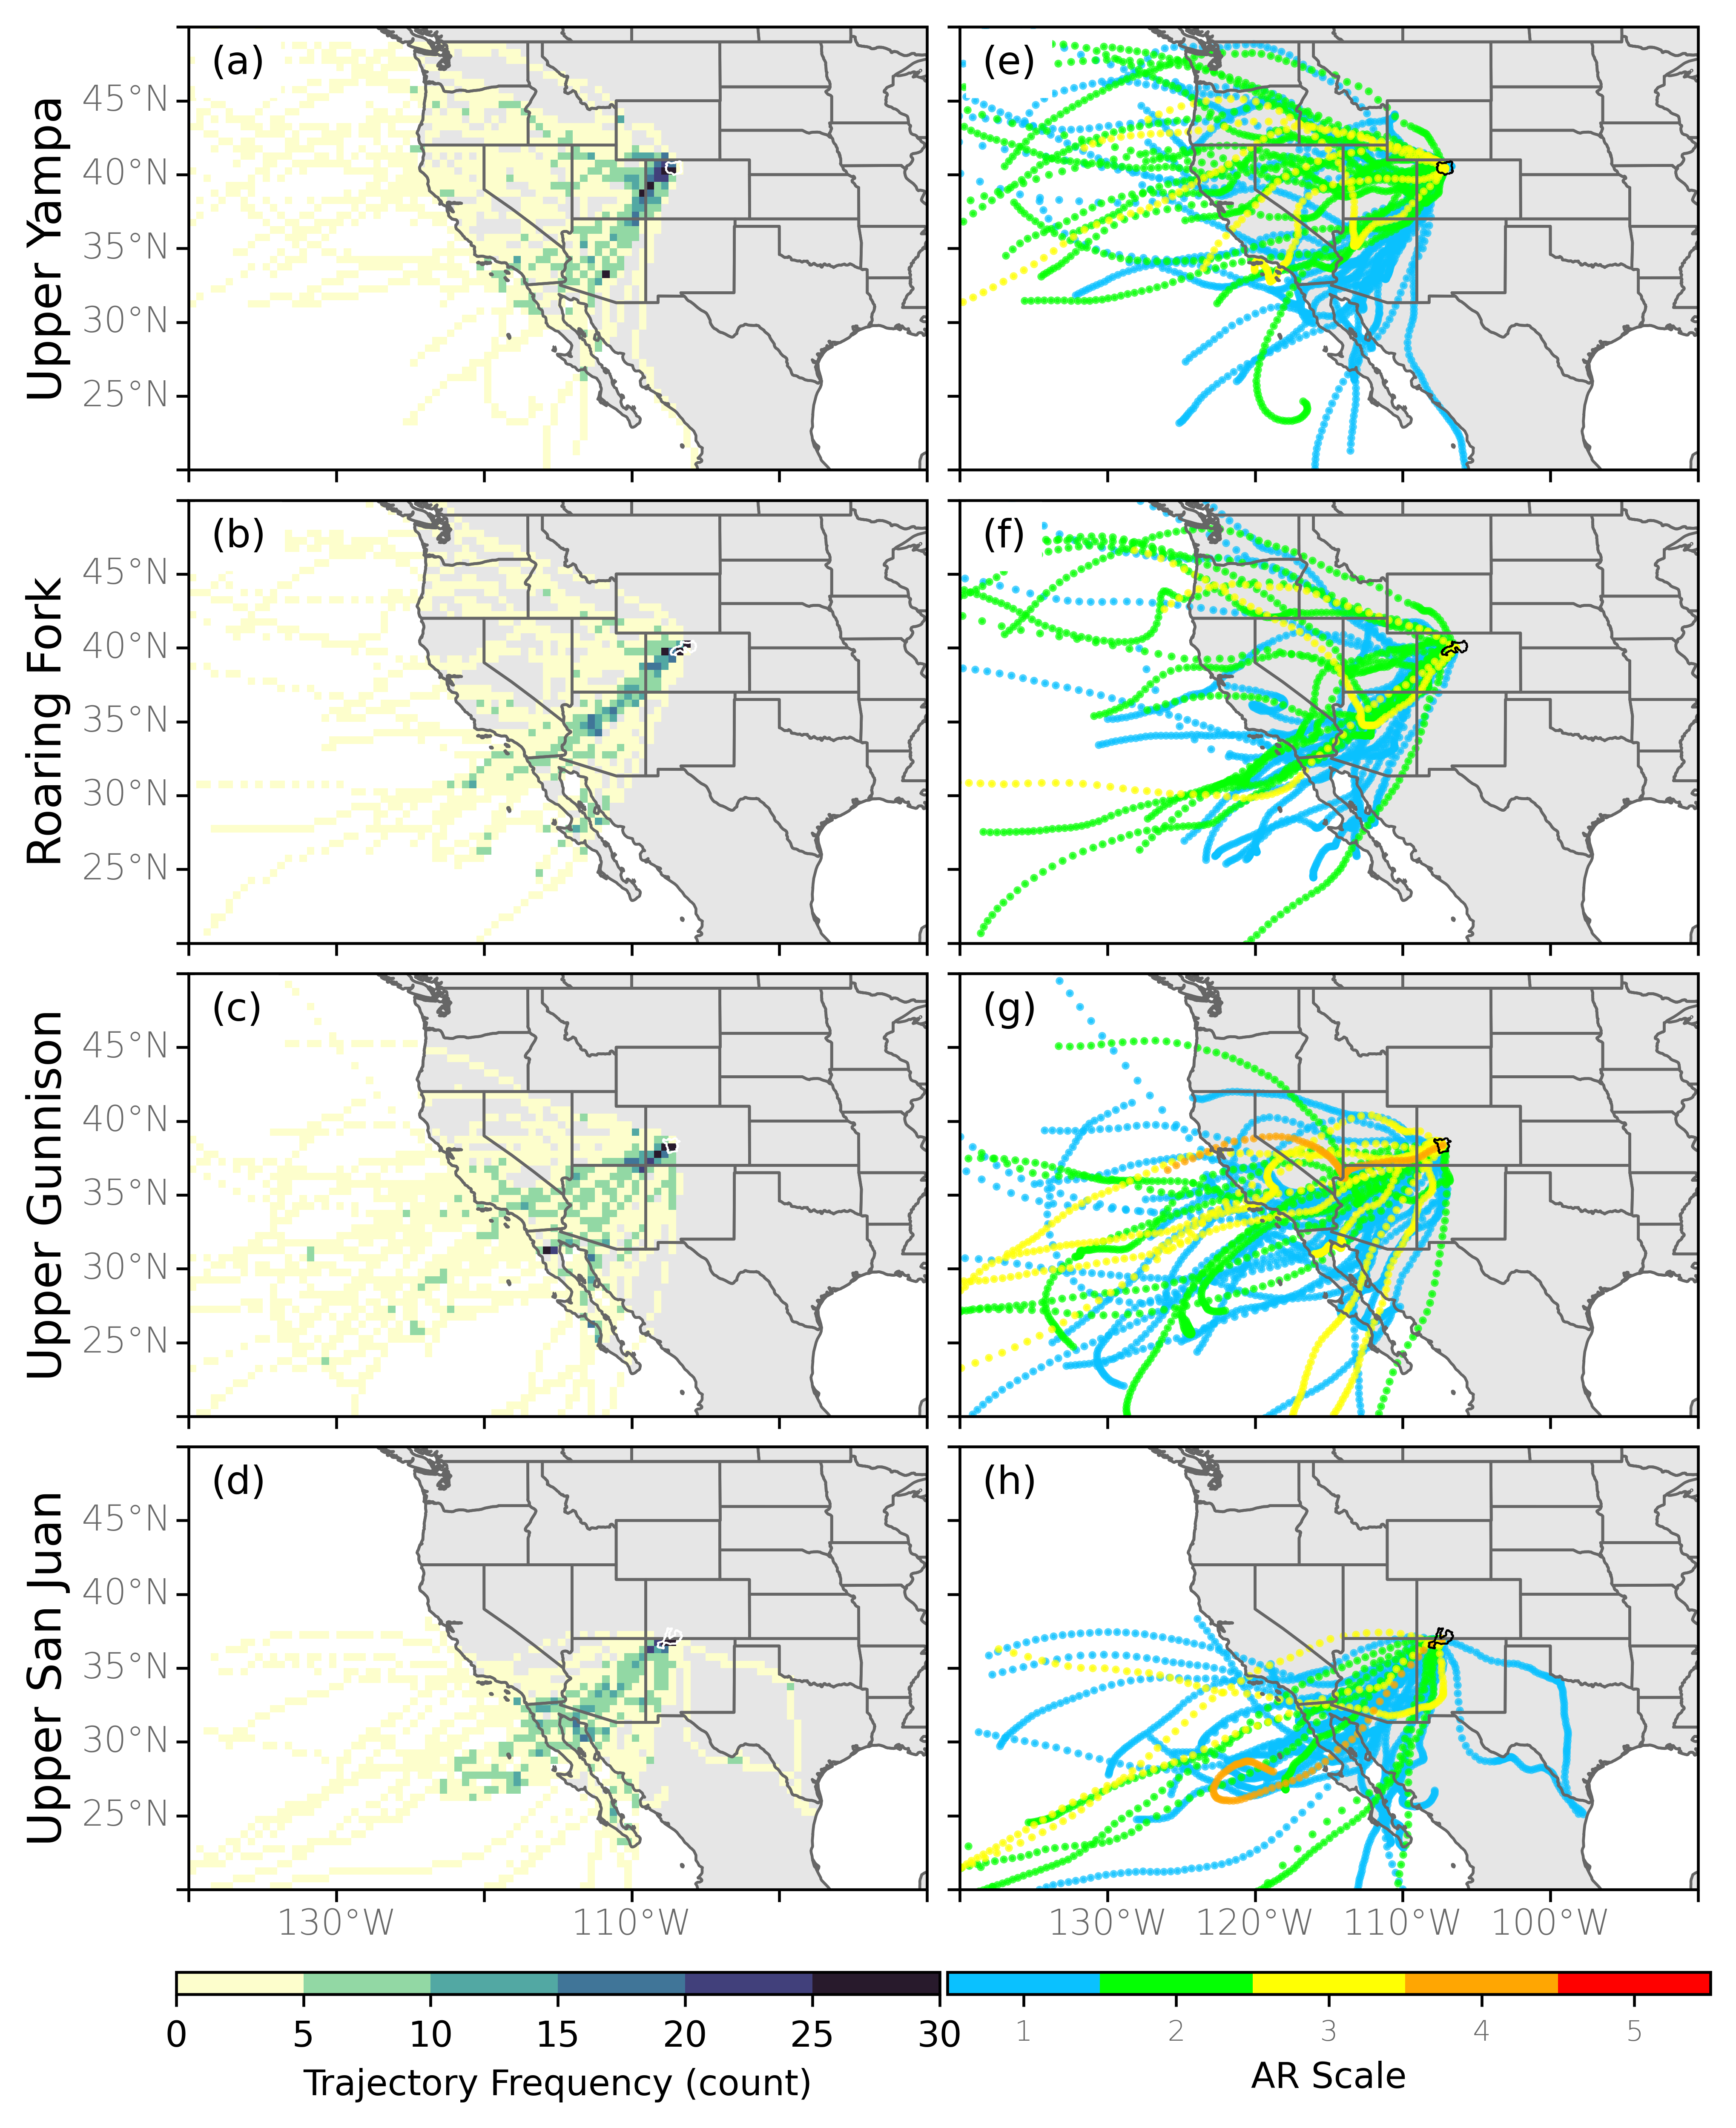 Upper Yampa
(a)
45°N
40°N
35°N
30°N
25°N
(e)
Roaring Fork
(b)
45°N
40°N
35°N
30°N
25°N
(f)
Upper Gunnison
(c)
45°N
40°N
35°N
30°N
25°N
(g)
Upper San Juan
(d)
45°N
40°N
35°N
30°N
25°N
(h)
130°W 110°W
130°W 120°W 110°W 100°W
0 5 10 15 20 25 30
Trajectory Frequency (count)
1 2 3 4 5
AR Scale